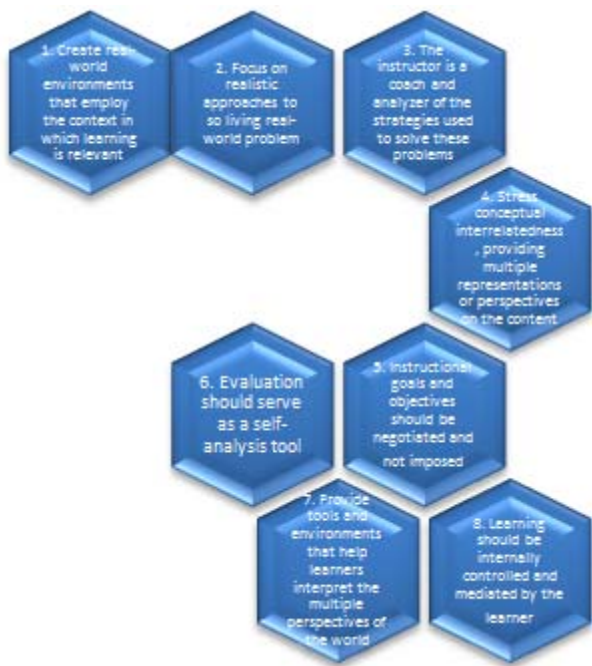 1. Create real-
world
environments
that employ
the context in
which learning
is relevant
2. Focus on
realistic
approaches to
so living real-
world problem
3. The
instructor is a
coach and
analyzer of the
strategies used
to solve these
problems
4. Stress
conceptual
interrelatedness
, providing
multiple
representations
or perspectives
on the content
5. Instructional
goals and
objectives
should be
negotiated and
not imposed
6. Evaluation
should serve
as a self-
analysis tool
7. Provide
tools and
environments
that help
learners
interpret the
multiple
perspectives of
the world
8. Learning
should be
internally
controlled and
mediated by the
learner